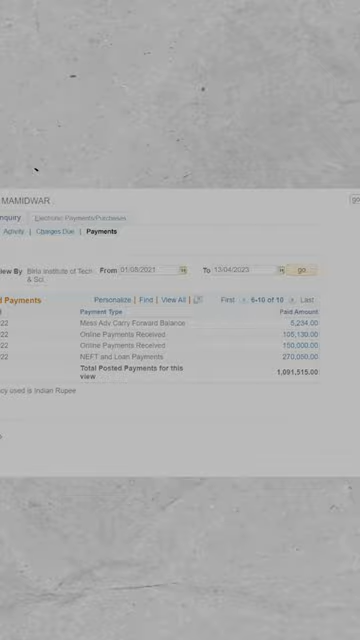 MAMIDWAR
go
nquiry Electronic Payments/Purchases
Activity | Charges Due | Payments
iew By Birla Institute of Tech & Sci. From 01/08/2021 To 13/04/2023 go
d Payments Personalize | Find | View All | First 6-10 of 10 Last
Payment Type Paid Amount
22 Mess Adv Carry Forward Balance 5,234.00
22 Online Payments Received 105,130.00
22 Online Payments Received 150,000.00
22 NEFT and Loan Payments 270,050.00
Total Posted Payments for this view 1,091,515.00
cy used is Indian Rupee